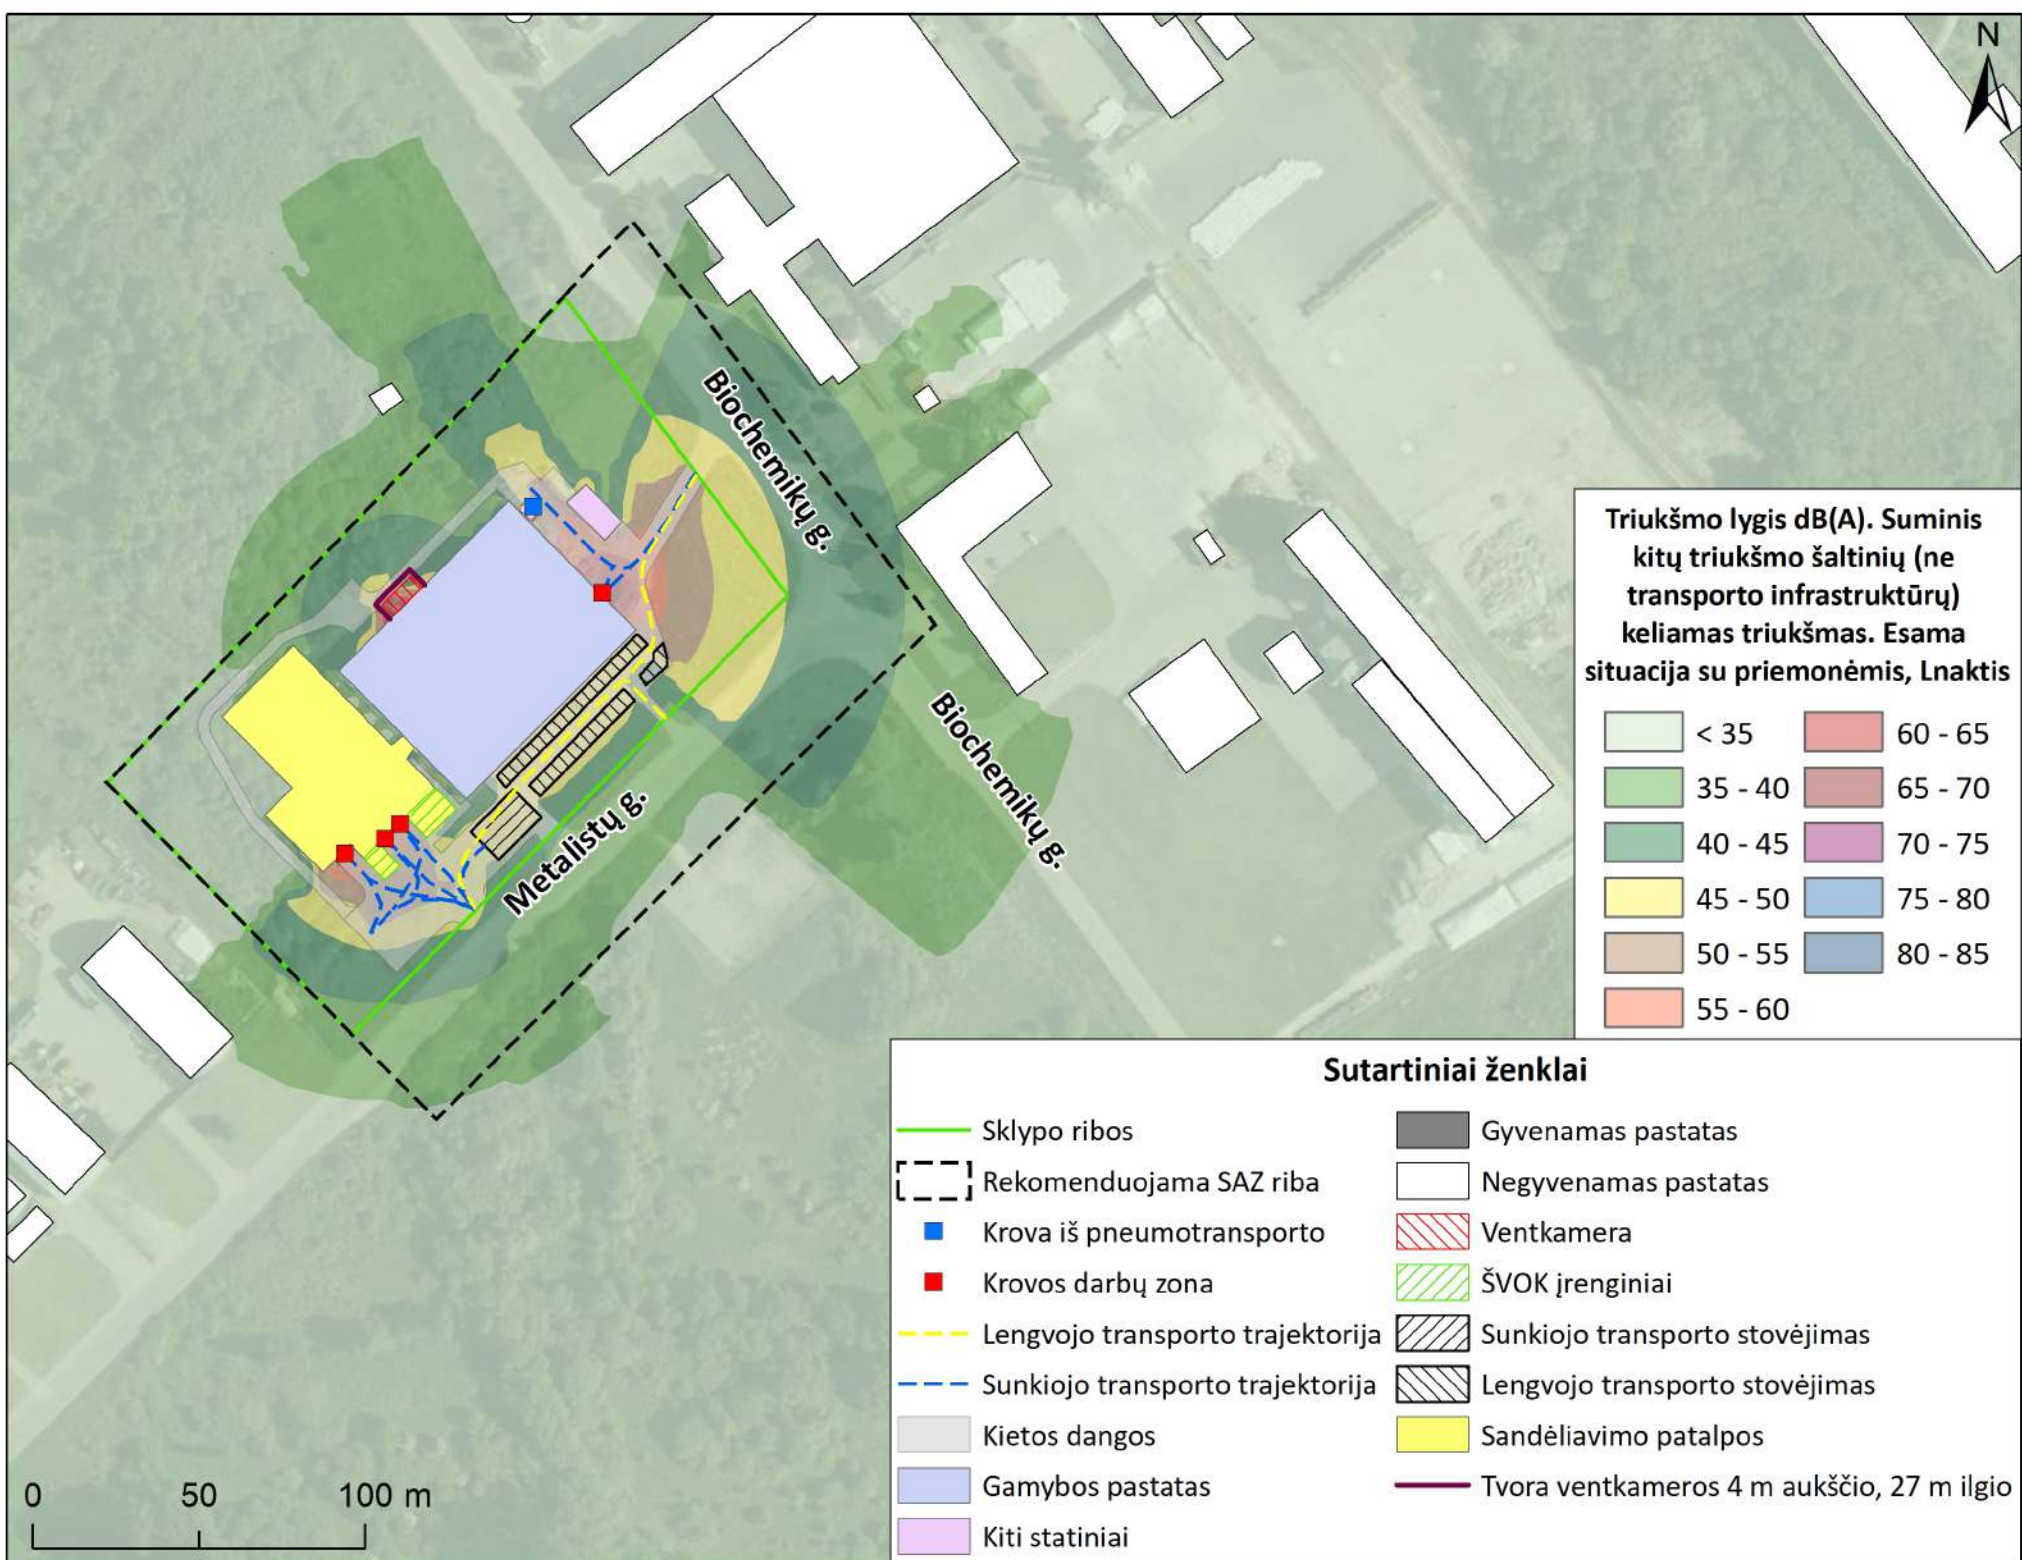 N
Biochemikų g.
Biochemikų g.
Metalistų g.
Triukšmo lygis dB(A). Suminis
kitų triukšmo šaltinių (ne
transporto infrastruktūrų)
keliamas triukšmas. Esama
situacija su priemonėmis, Lnaktis
< 35
60 - 65
35 - 40
65 - 70
40 - 45
70 - 75
45 - 50
75 - 80
50 - 55
80 - 85
55 - 60
Sutartiniai ženklai
Sklypo ribos
Gyvenamas pastatas
Rekomenduojama SAZ riba
Negyvenamas pastatas
Krova iš pneumotransporto
Ventkamera
Krovos darbų zona
ŠVOK įrenginiai
Lengvojo transporto trajektorija
Sunkiojo transporto stovėjimas
Sunkiojo transporto trajektorija
Lengvojo transporto stovėjimas
Kietos dangos
Sandėliavimo patalpos
Gamybos pastatas
Tvora ventkameros 4 m aukščio, 27 m ilgio
Kiti statiniai
0 50 100 m